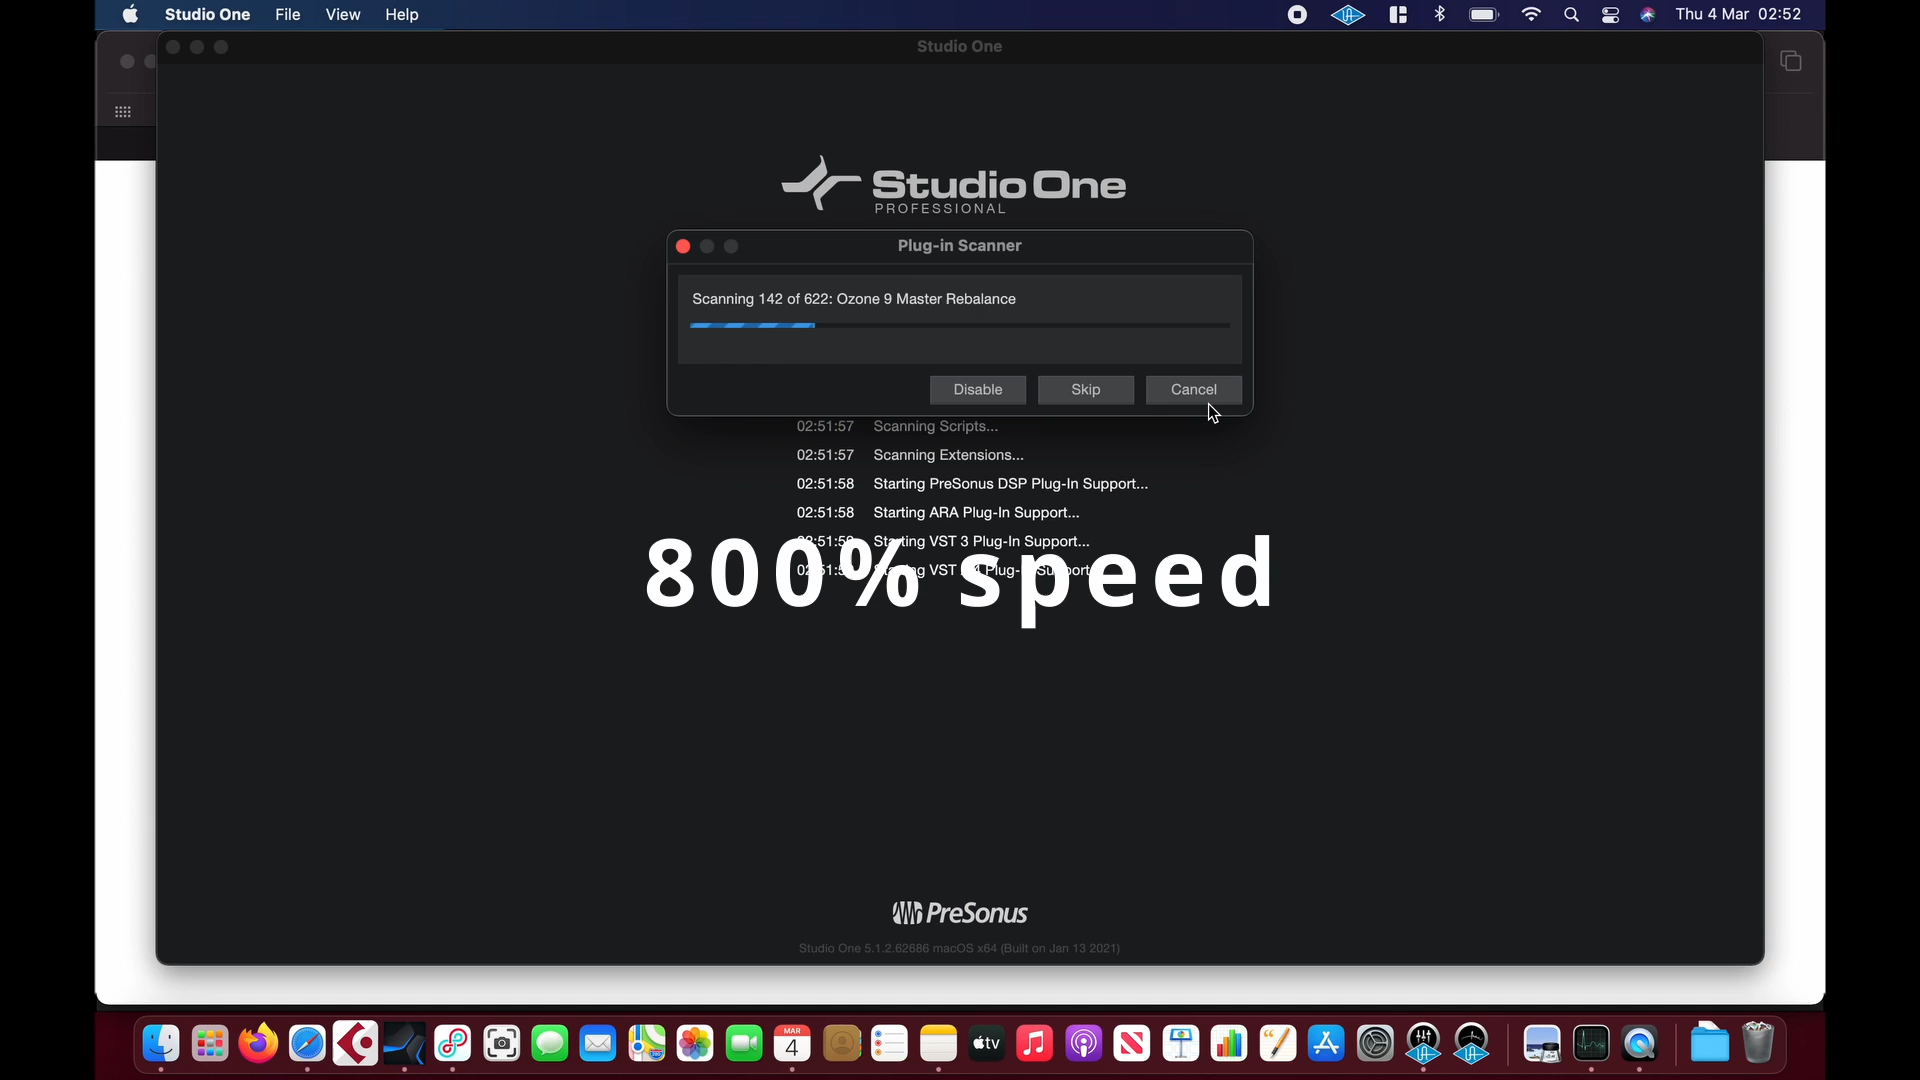 Studio One File View Help Thu 4 Mar 02:52
Studio One
Studio One
PROFESSIONAL
Plug-in Scanner
Scanning 142 of 622: Ozone 9 Master Rebalance
Disable Skip Cancel
02:51:57 Scanning Scripts...
02:51:57 Scanning Extensions...
02:51:58 Starting PreSonus DSP Plug-In Support...
02:51:58 Starting ARA Plug-In Support...
Starting VST 3 Plug-In Support...
800% speed
PreSonus
Studio One 5.1.2.62686 macOS x64 (Built on Jan 13 2021)
MAR
4
tv